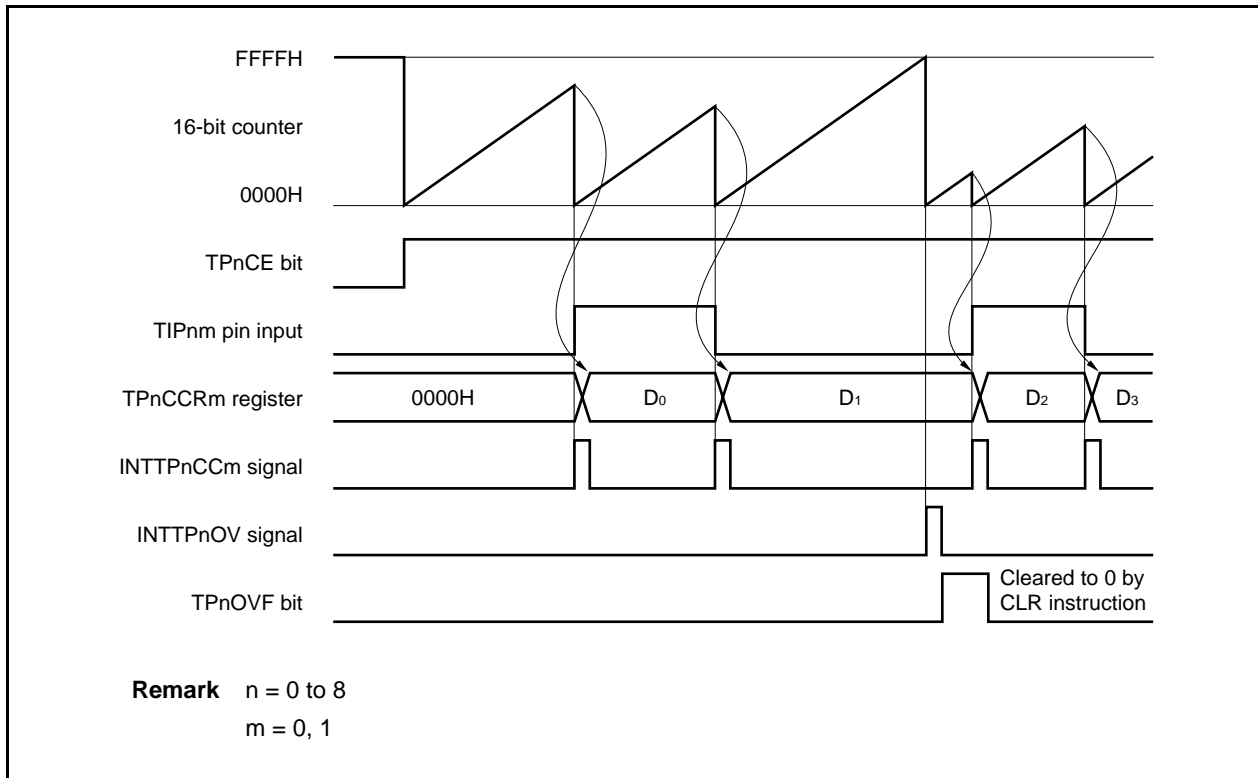 FFFFH
16-bit counter
0000H
TPnCE bit
TIPnm pin input
TPnCCRm register
0000H D0 D1 D2 D3
INTTPnCCm signal
INTTPnOV signal
TPnOVF bit
Cleared to 0 by
CLR instruction
Remark n = 0 to 8
m = 0, 1